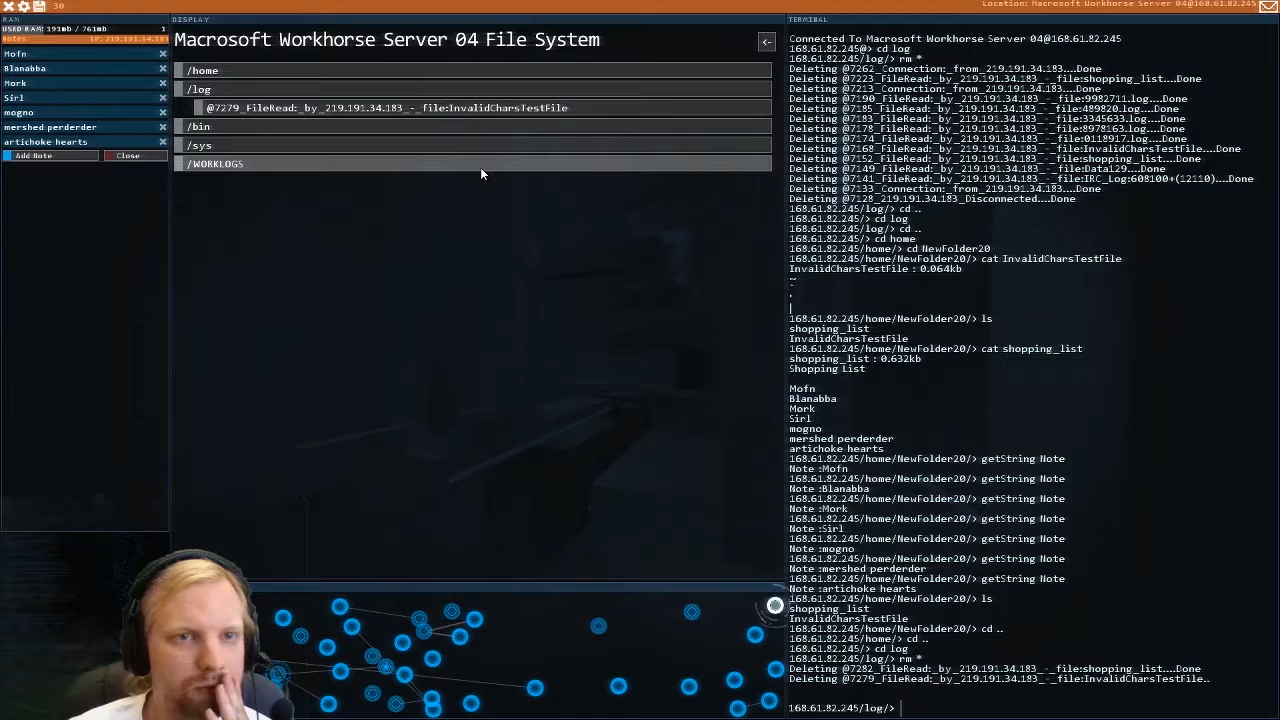 30
Location: Macrosoft Workhorse Server 04@168.61.82.245
RAM
USED RAM: 191mb / 761mb
1
notes
IP: 219.191.34.183
Mofn
Blanabba
Mork
Sirl
mogno
mershed perderder
artichoke hearts
Add Note
Close
DISPLAY
Macrosoft Workhorse Server 04 File System
<-
/home
/log
@7279_FileRead:_by_219.191.34.183_-_file:InvalidCharsTestFile
/bin
/sys
/WORKLOGS
TERMINAL
Connected To Macrosoft Workhorse Server 04@168.61.82.245
168.61.82.245@> cd log
168.61.82.245/log/> rm *
Deleting @7262_Connection:_from_219.191.34.183....Done
Deleting @7223_FileRead:_by_219.191.34.183_-_file:shopping_list....Done
Deleting @7213_Connection:_from_219.191.34.183....Done
Deleting @7190_FileRead:_by_219.191.34.183_-_file:9982711.log....Done
Deleting @7185_FileRead:_by_219.191.34.183_-_file:489820.log....Done
Deleting @7183_FileRead:_by_219.191.34.183_-_file:3345633.log....Done
Deleting @7178_FileRead:_by_219.191.34.183_-_file:8978163.log....Done
Deleting @7174_FileRead:_by_219.191.34.183_-_file:0118917.log....Done
Deleting @7168_FileRead:_by_219.191.34.183_-_file:InvalidCharsTestFile....Done
Deleting @7152_FileRead:_by_219.191.34.183_-_file:shopping_list....Done
Deleting @7149_FileRead:_by_219.191.34.183_-_file:Data129....Done
Deleting @7141_FileRead:_by_219.191.34.183_-_file:IRC_Log:608100+(12110)....Done
Deleting @7133_Connection:_from_219.191.34.183....Done
Deleting @7128_219.191.34.183_Disconnected....Done
168.61.82.245/log/> cd ..
168.61.82.245/> cd log
168.61.82.245/log/> cd ..
168.61.82.245/> cd home
168.61.82.245/home/> cd NewFolder20
168.61.82.245/home/NewFolder20/> cat InvalidCharsTestFile
InvalidCharsTestFile : 0.064kb
~
`
.
|
168.61.82.245/home/NewFolder20/> ls
shopping_list
InvalidCharsTestFile
168.61.82.245/home/NewFolder20/> cat shopping_list
shopping_list : 0.632kb
Shopping List
Mofn
Blanabba
Mork
Sirl
mogno
mershed perderder
artichoke hearts
168.61.82.245/home/NewFolder20/> getString Note
Note :Mofn
168.61.82.245/home/NewFolder20/> getString Note
Note :Blanabba
168.61.82.245/home/NewFolder20/> getString Note
Note :Mork
168.61.82.245/home/NewFolder20/> getString Note
Note :Sirl
168.61.82.245/home/NewFolder20/> getString Note
Note :mogno
168.61.82.245/home/NewFolder20/> getString Note
Note :mershed perderder
168.61.82.245/home/NewFolder20/> getString Note
Note :artichoke hearts
168.61.82.245/home/NewFolder20/> ls
shopping_list
InvalidCharsTestFile
168.61.82.245/home/NewFolder20/> cd ..
168.61.82.245/home/> cd ..
168.61.82.245/> cd log
168.61.82.245/log/> rm *
Deleting @7282_FileRead:_by_219.191.34.183_-_file:shopping_list....Done
Deleting @7279_FileRead:_by_219.191.34.183_-_file:InvalidCharsTestFile..
168.61.82.245/log/>